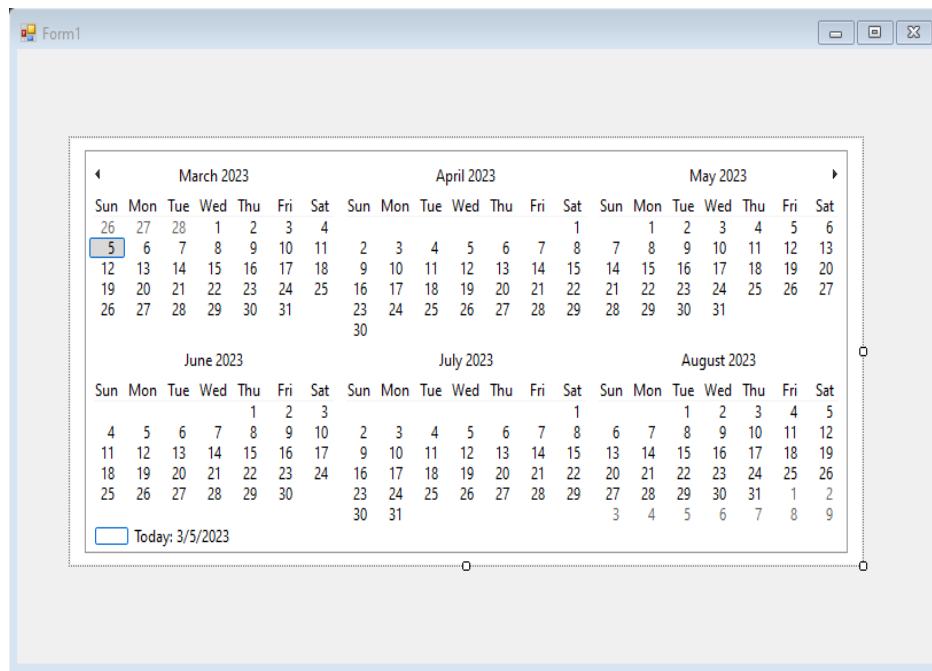 Form1
March 2023 April 2023 May 2023
Sun Mon Tue Wed Thu Fri Sat Sun Mon Tue Wed Thu Fri Sat Sun Mon Tue Wed Thu Fri Sat
26 27 28 1 2 3 4 1 1 2 3 4 5 6
5 6 7 8 9 10 11 2 3 4 5 6 7 8 7 8 9 10 11 12 13
12 13 14 15 16 17 18 9 10 11 12 13 14 15 14 15 16 17 18 19 20
19 20 21 22 23 24 25 16 17 18 19 20 21 22 21 22 23 24 25 26 27
26 27 28 29 30 31 23 24 25 26 27 28 29 28 29 30 31
30
June 2023 July 2023 August 2023
Sun Mon Tue Wed Thu Fri Sat Sun Mon Tue Wed Thu Fri Sat Sun Mon Tue Wed Thu Fri Sat
1 2 3 1 1 2 3 4 5
4 5 6 7 8 9 10 2 3 4 5 6 7 8 6 7 8 9 10 11 12
11 12 13 14 15 16 17 9 10 11 12 13 14 15 13 14 15 16 17 18 19
18 19 20 21 22 23 24 16 17 18 19 20 21 22 20 21 22 23 24 25 26
25 26 27 28 29 30 23 24 25 26 27 28 29 27 28 29 30 31 1 2
30 31 3 4 5 6 7 8 9
Today: 3/5/2023